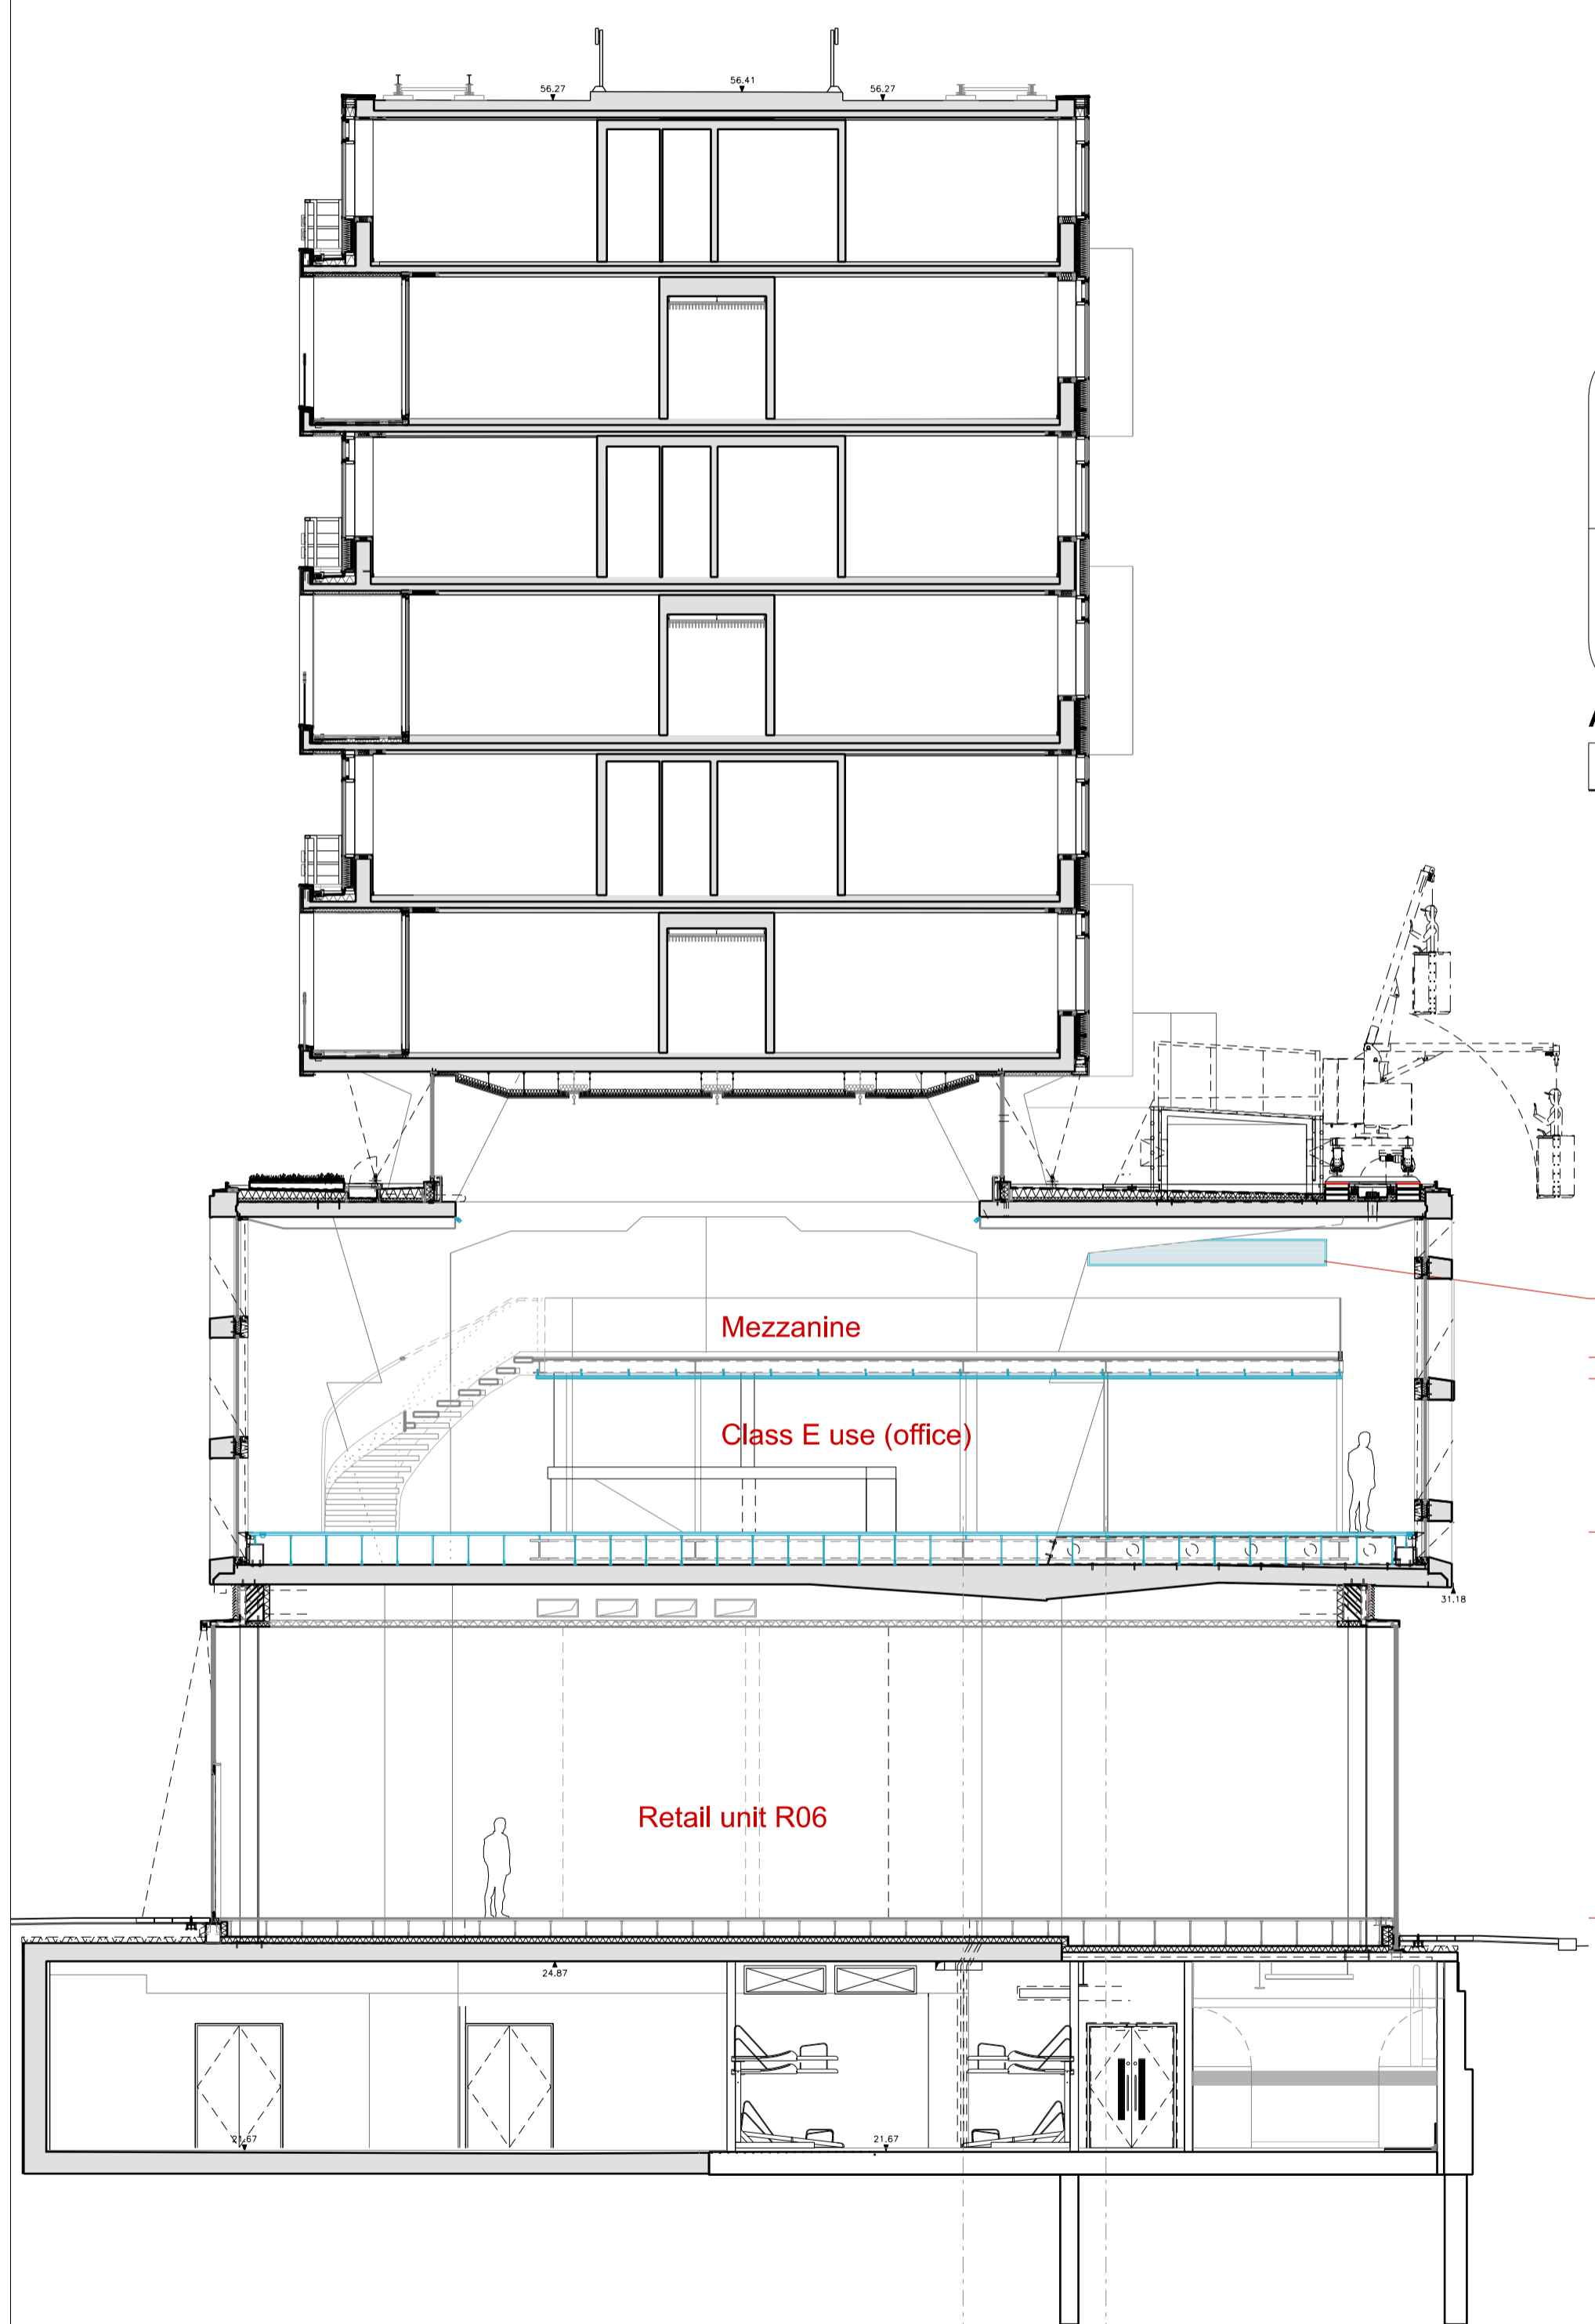 56.41
56.27
56.27
Mezzanine
Class E use (office)
31.18
Retail unit R06
24.87
21.67
21.67